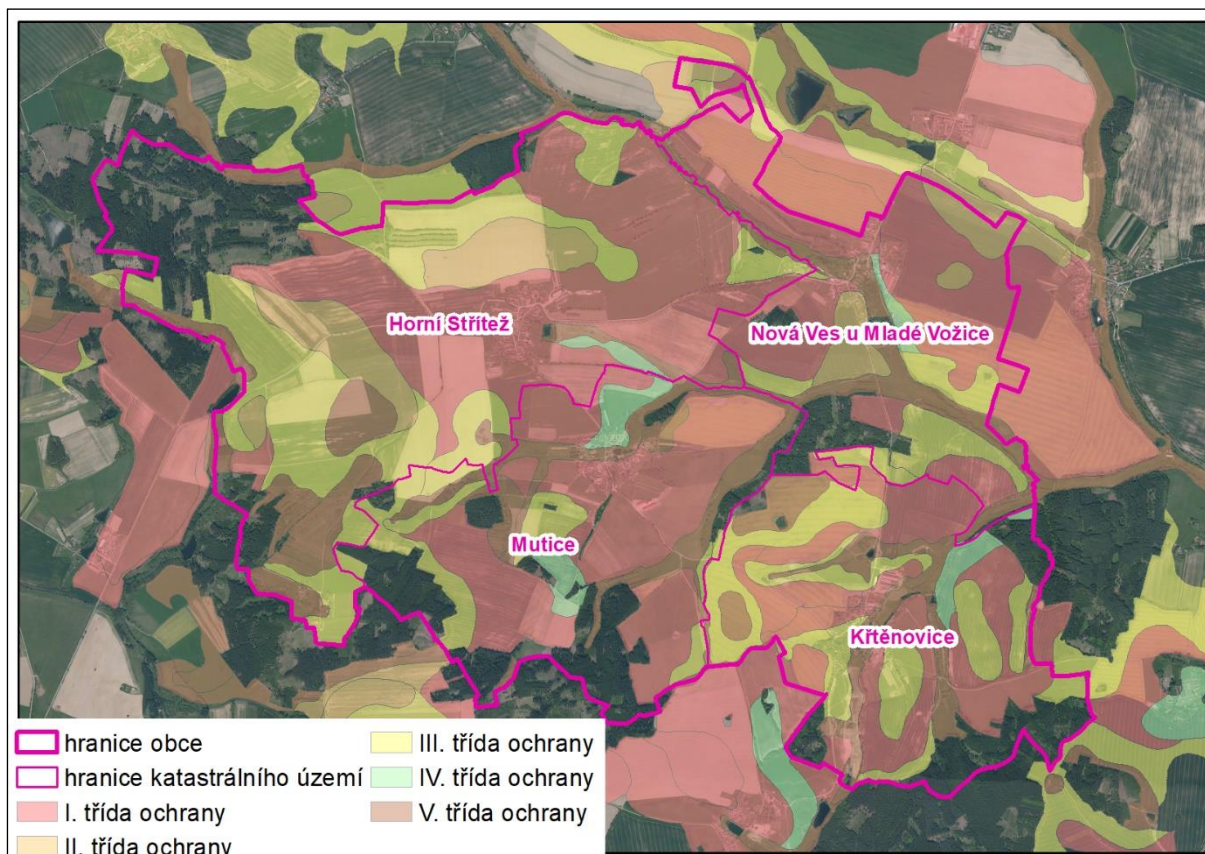 Horní Střítež
Nová Ves u Mladé Vožice
Mutice
Křtěnovice
hranice obce
hranice katastrálního území
I. třída ochrany
II. třída ochrany
III. třída ochrany
IV. třída ochrany
V. třída ochrany